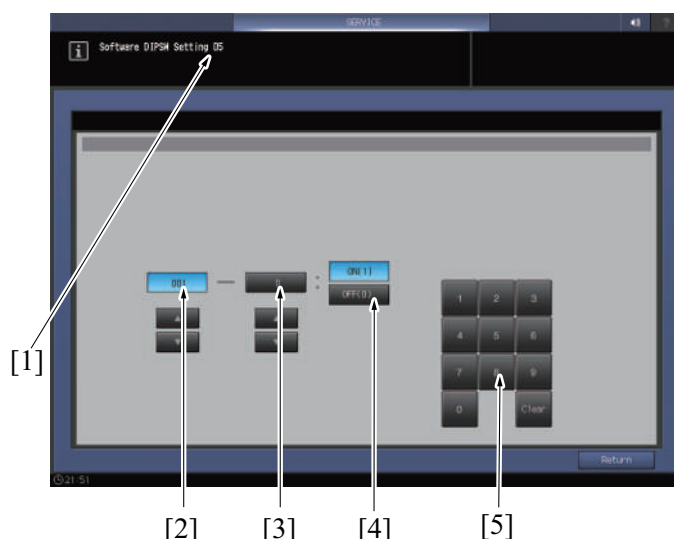 SERVICE
?
i Software DIPSW Setting 05
ON(1)
001
OFF(0)
1 2 3
4 5 6
[1]
7 8 9
0 Clear
Return
21:51
[2] [3] [4] [5]